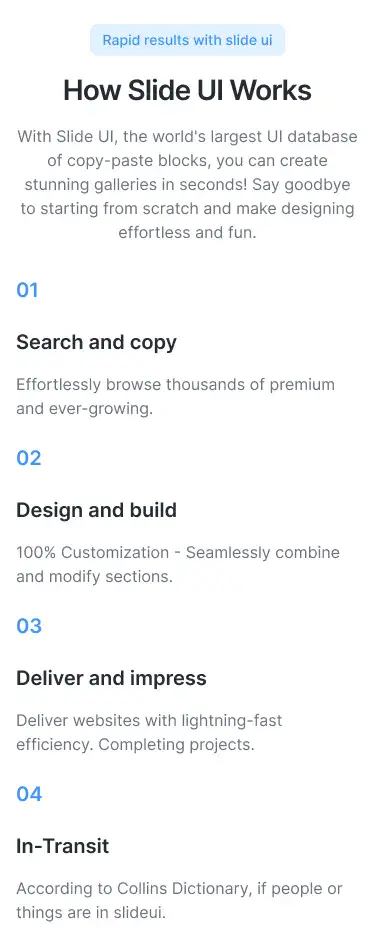 Rapid results with slide ui
How Slide UI Works
With Slide UI, the world's largest UI database
of copy-paste blocks, you can create
stunning galleries in seconds! Say goodbye
to starting from scratch and make designing
effortless and fun.
01
Search and copy
Effortlessly browse thousands of premium
and ever-growing.
02
Design and build
100% Customization - Seamlessly combine
and modify sections.
03
Deliver and impress
Deliver websites with lightning-fast
efficiency. Completing projects.
04
In-Transit
According to Collins Dictionary, if people or
things are in slideui.